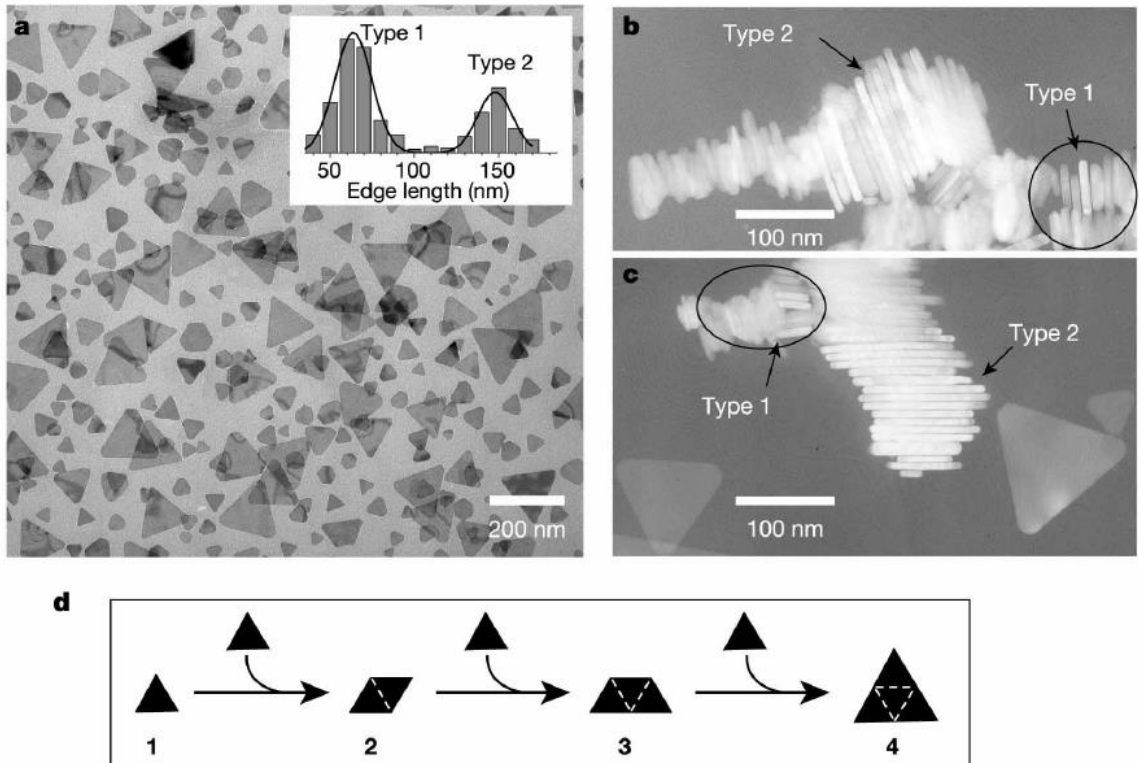 a
Type 1
Type 2
50 100 150
Edge length (nm)
200 nm
b
Type 2
Type 1
100 nm
c
Type 1
Type 2
100 nm
d
1 2 3 4